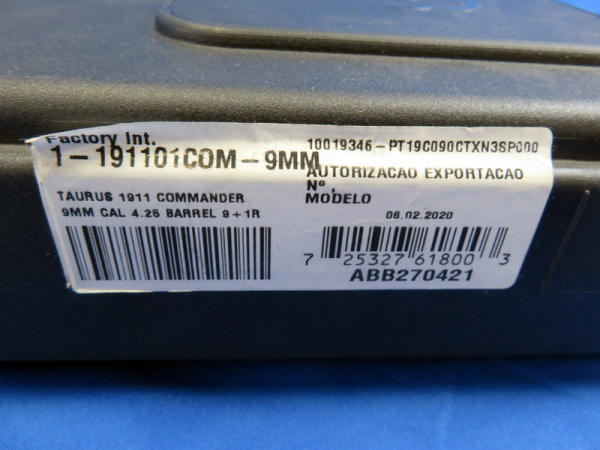 Factory Int.
1-191101COM-9MM
TAURUS 1911 COMMANDER
9MM CAL 4.25 BARREL 9+1R
10019346-PT19C090CTXN3SP000
AUTORIZACAO EXPORTACAO
Nº.
MODELO
06.02.2020
7 25327 61800 3
ABB270421